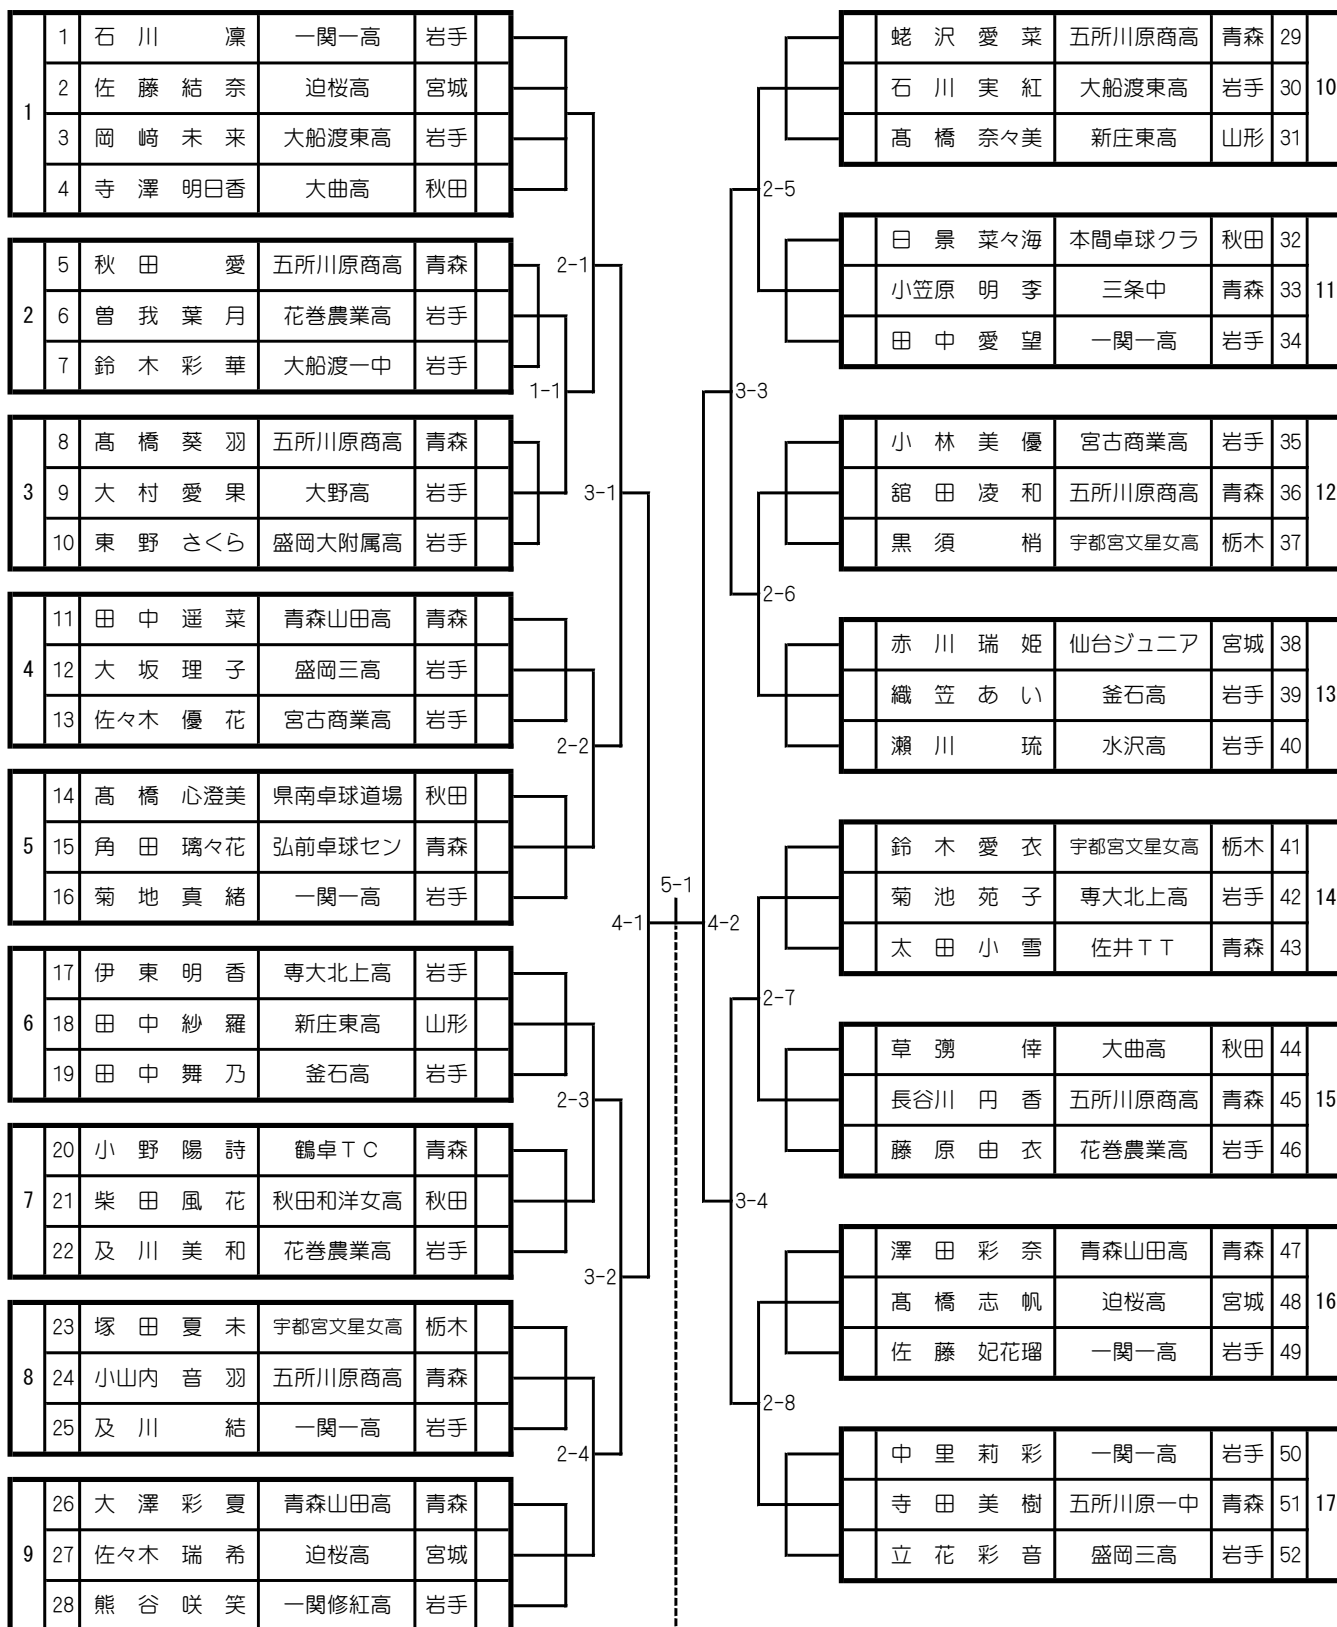 1
1 石川 凜 一関一高 岩手
2 佐藤結奈 迫桜高 宮城
3 岡﨑未来 大船渡東高 岩手
4 寺澤明日香 大曲高 秋田
2
5 秋田 愛 五所川原商高 青森
6 曽我葉月 花巻農業高 岩手
7 鈴木彩華 大船渡一中 岩手
3
8 髙橋葵羽 五所川原商高 青森
9 大村愛果 大野高 岩手
10 東野さくら 盛岡大附属高 岩手
4
11 田中遥菜 青森山田高 青森
12 大坂理子 盛岡三高 岩手
13 佐々木優花 宮古商業高 岩手
5
14 髙橋心澄美 県南卓球道場 秋田
15 角田璃々花 弘前卓球セン 青森
16 菊地真緒 一関一高 岩手
6
17 伊東明香 専大北上高 岩手
18 田中紗羅 新庄東高 山形
19 田中舞乃 釜石高 岩手
7
20 小野陽詩 鶴卓ＴＣ 青森
21 柴田風花 秋田和洋女高 秋田
22 及川美和 花巻農業高 岩手
8
23 塚田夏未 宇都宮文星女高 栃木
24 小山内音羽 五所川原商高 青森
25 及川 結 一関一高 岩手
9
26 大澤彩夏 青森山田高 青森
27 佐々木瑞希 迫桜高 宮城
28 熊谷咲笑 一関修紅高 岩手
2-1
1-1
3-1
2-2
4-1
2-3
3-2
2-4
5-1
4-2
2-5
3-3
2-6
2-7
3-4
2-8
蛯沢愛菜 五所川原商高 青森 29
石川実紅 大船渡東高 岩手 30
髙橋奈々美 新庄東高 山形 31
10
日景菜々海 本間卓球クラ 秋田 32
小笠原明李 三条中 青森 33
田中愛望 一関一高 岩手 34
11
小林美優 宮古商業高 岩手 35
舘田凌和 五所川原商高 青森 36
黒須 梢 宇都宮文星女高 栃木 37
12
赤川瑞姫 仙台ジュニア 宮城 38
織笠あい 釜石高 岩手 39
瀬川 琉 水沢高 岩手 40
13
鈴木愛衣 宇都宮文星女高 栃木 41
菊池苑子 専大北上高 岩手 42
太田小雪 佐井ＴＴ 青森 43
14
草彅 倖 大曲高 秋田 44
長谷川円香 五所川原商高 青森 45
藤原由衣 花巻農業高 岩手 46
15
澤田彩奈 青森山田高 青森 47
髙橋志帆 迫桜高 宮城 48
佐藤妃花瑠 一関一高 岩手 49
16
中里莉彩 一関一高 岩手 50
寺田美樹 五所川原一中 青森 51
立花彩音 盛岡三高 岩手 52
17